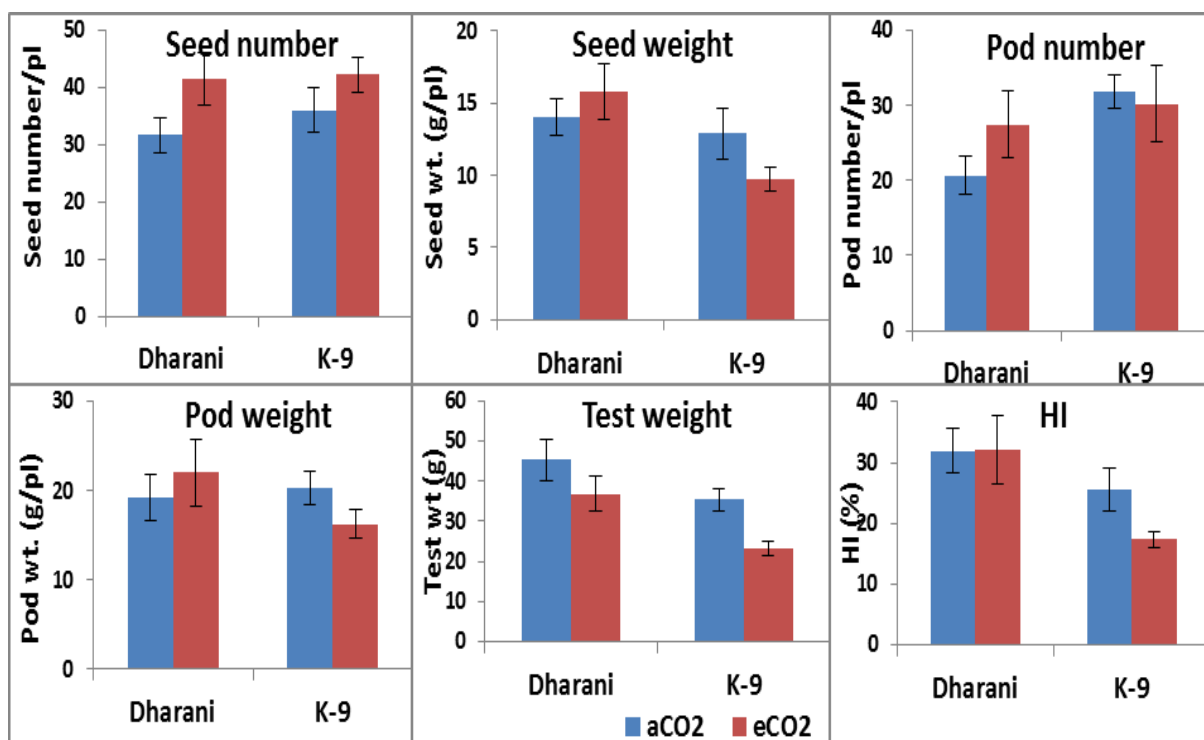 Seed number
Seed number/pl
50
40
30
20
10
0
Dharani K-9
Seed weight
Seed wt. (g/pl)
20
15
10
5
0
Dharani K-9
Pod number
Pod number/pl
40
30
20
10
0
Dharani K-9
Pod weight
Pod wt. (g/pl)
30
20
10
0
Dharani K-9
Test weight
Test wt (g)
60
50
40
30
20
10
0
Dharani K-9
aCO2 eCO2
HI
HI (%)
40
30
20
10
0
Dharani K-9